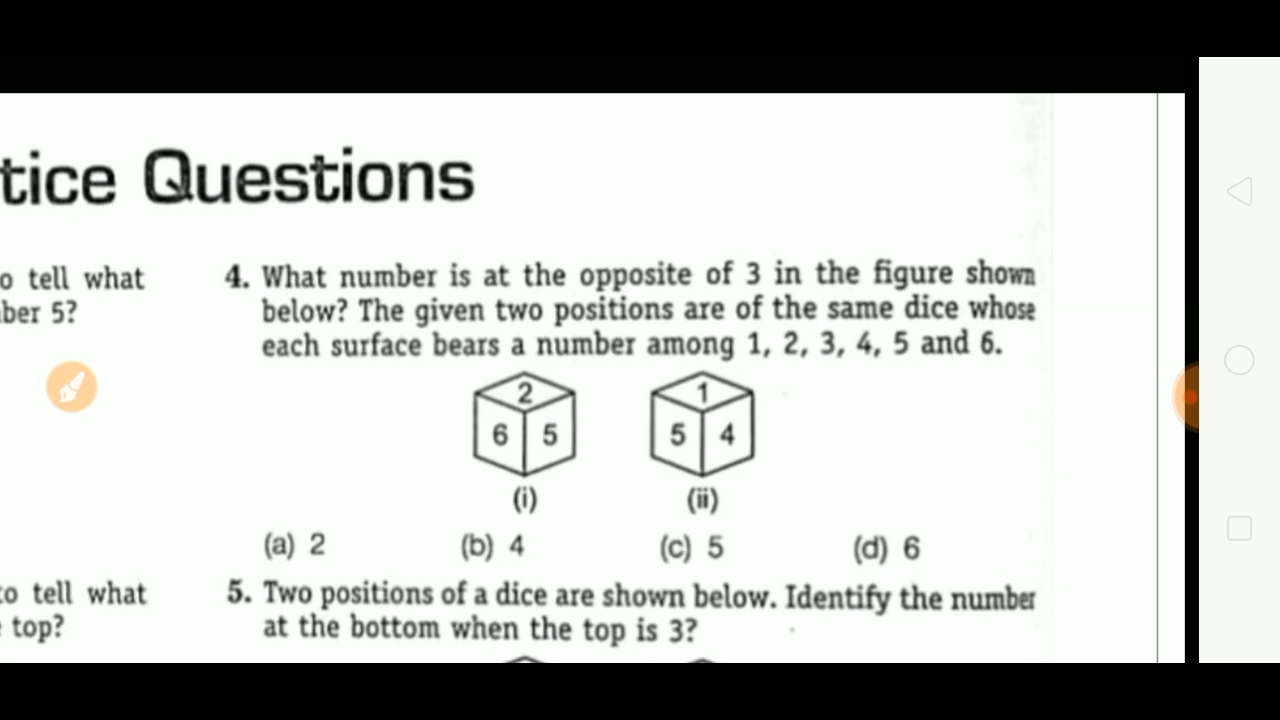 tice Questions
o tell what
ber 5?
4. What number is at the opposite of 3 in the figure shown
below? The given two positions are of the same dice whose
each surface bears a number among 1, 2, 3, 4, 5 and 6.
2
6 5
(i)
1
5 4
(ii)
(a) 2 (b) 4 (c) 5 (d) 6
to tell what
top?
5. Two positions of a dice are shown below. Identify the number
at the bottom when the top is 3?